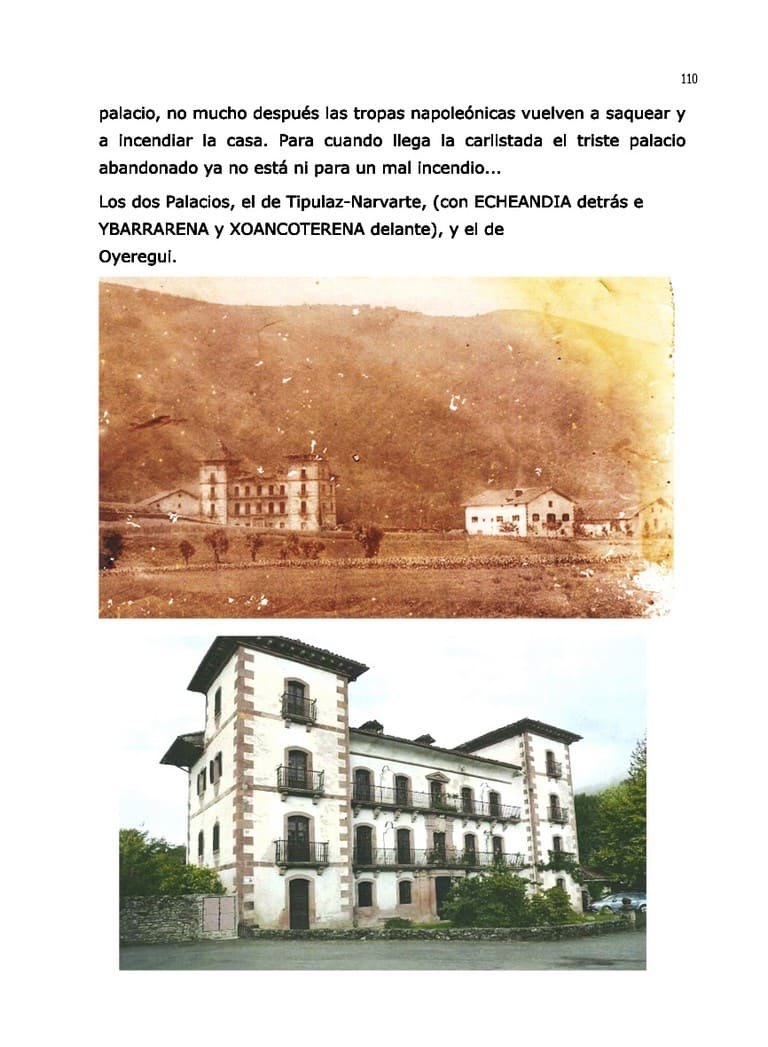 110
palacio, no mucho después las tropas napoleónicas vuelven a saquear y
a incendiar la casa. Para cuando llega la carlistada el triste palacio
abandonado ya no está ni para un mal incendio...
Los dos Palacios, el de Tipulaz-Narvarte, (con ECHEANDIA detrás e
YBARRARENA y XOANCOTERENA delante), y el de
Oyeregui.